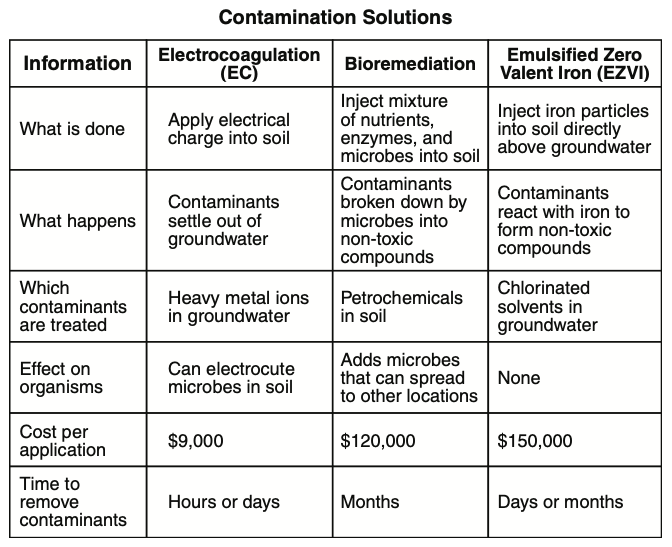 Contamination Solutions
Information
Electrocoagulation
(EC)
Bioremediation
Emulsified Zero
Valent Iron (EZVI)
What is done
Apply electrical
charge into soil
Inject mixture
of nutrients,
enzymes, and
microbes into soil
Inject iron particles
into soil directly
above groundwater
What happens
Contaminants
settle out of
groundwater
Contaminants
broken down by
microbes into
non-toxic
compounds
Contaminants
react with iron to
form non-toxic
compounds
Which
contaminants
are treated
Heavy metal ions
in groundwater
Petrochemicals
in soil
Chlorinated
solvents in
groundwater
Effect on
organisms
Can electrocute
microbes in soil
Adds microbes
that can spread
to other locations
None
Cost per
application
$9,000
$120,000
$150,000
Time to
remove
contaminants
Hours or days
Months
Days or months